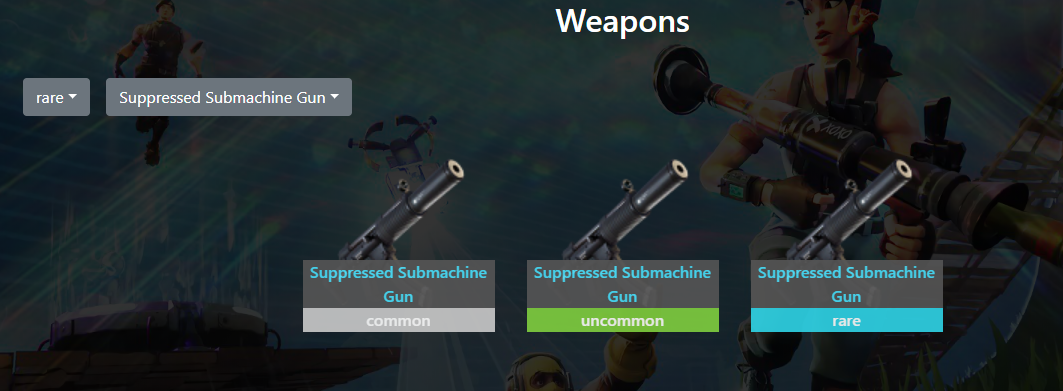 Weapons
rare
Suppressed Submachine Gun
Suppressed Submachine
Gun
common
Suppressed Submachine
Gun
uncommon
Suppressed Submachine
Gun
rare